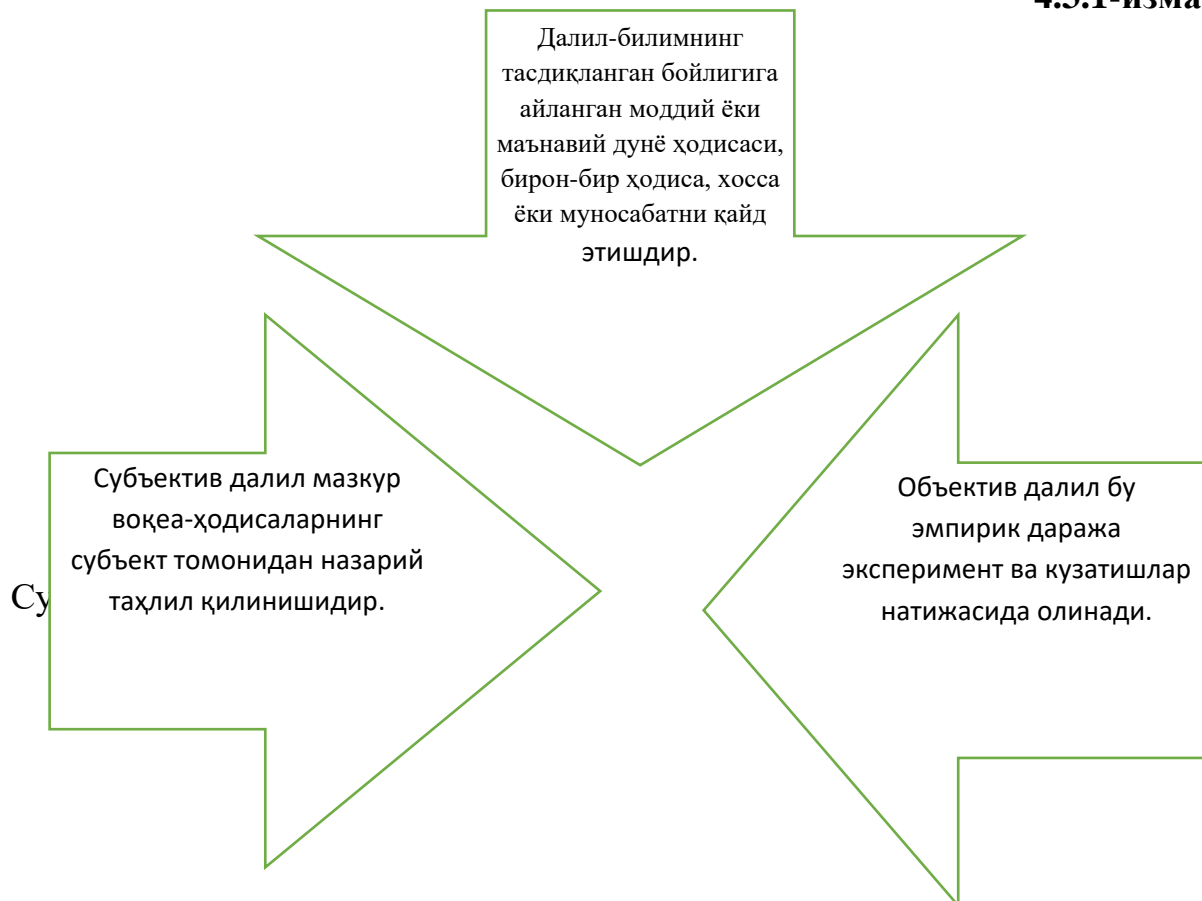 Далил-билимнинг
тасдиқланган бойлигига
айланган моддий ёки
маънавий дунё ҳодисаси,
бирон-бир ҳодиса, хосса
ёки муносабатни қайд
этишдир.
Субъектив далил мазкур
воқеа-ҳодисаларнинг
субъект томонидан назарий
таҳлил қилинишидир.
Су
Объектив далил бу
эмпирик даража
эксперимент ва кузатишлар
натижасида олинади.